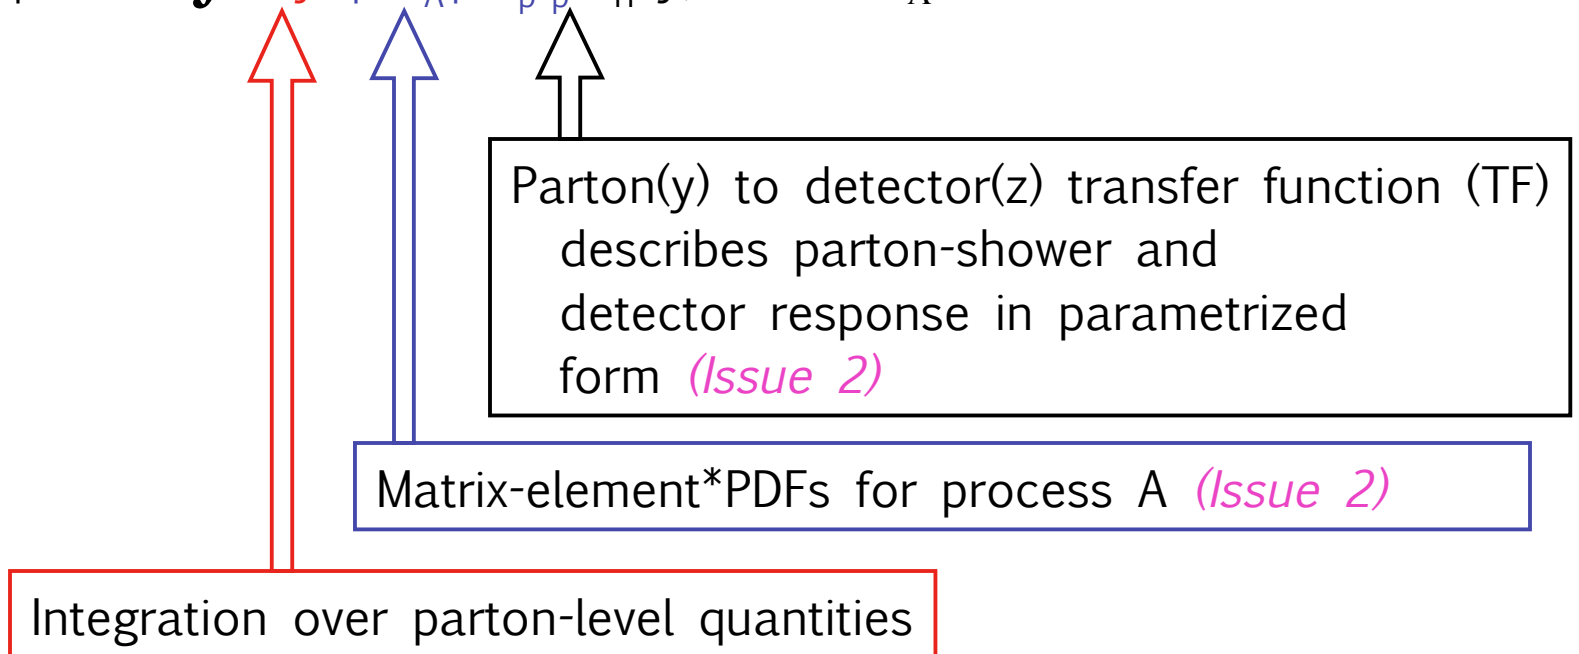 Parton(y) to detector(z) transfer function (TF)
describes parton-shower and
detector response in parametrized
form (Issue 2)
Matrix-element*PDFs for process A (Issue 2)
Integration over parton-level quantities